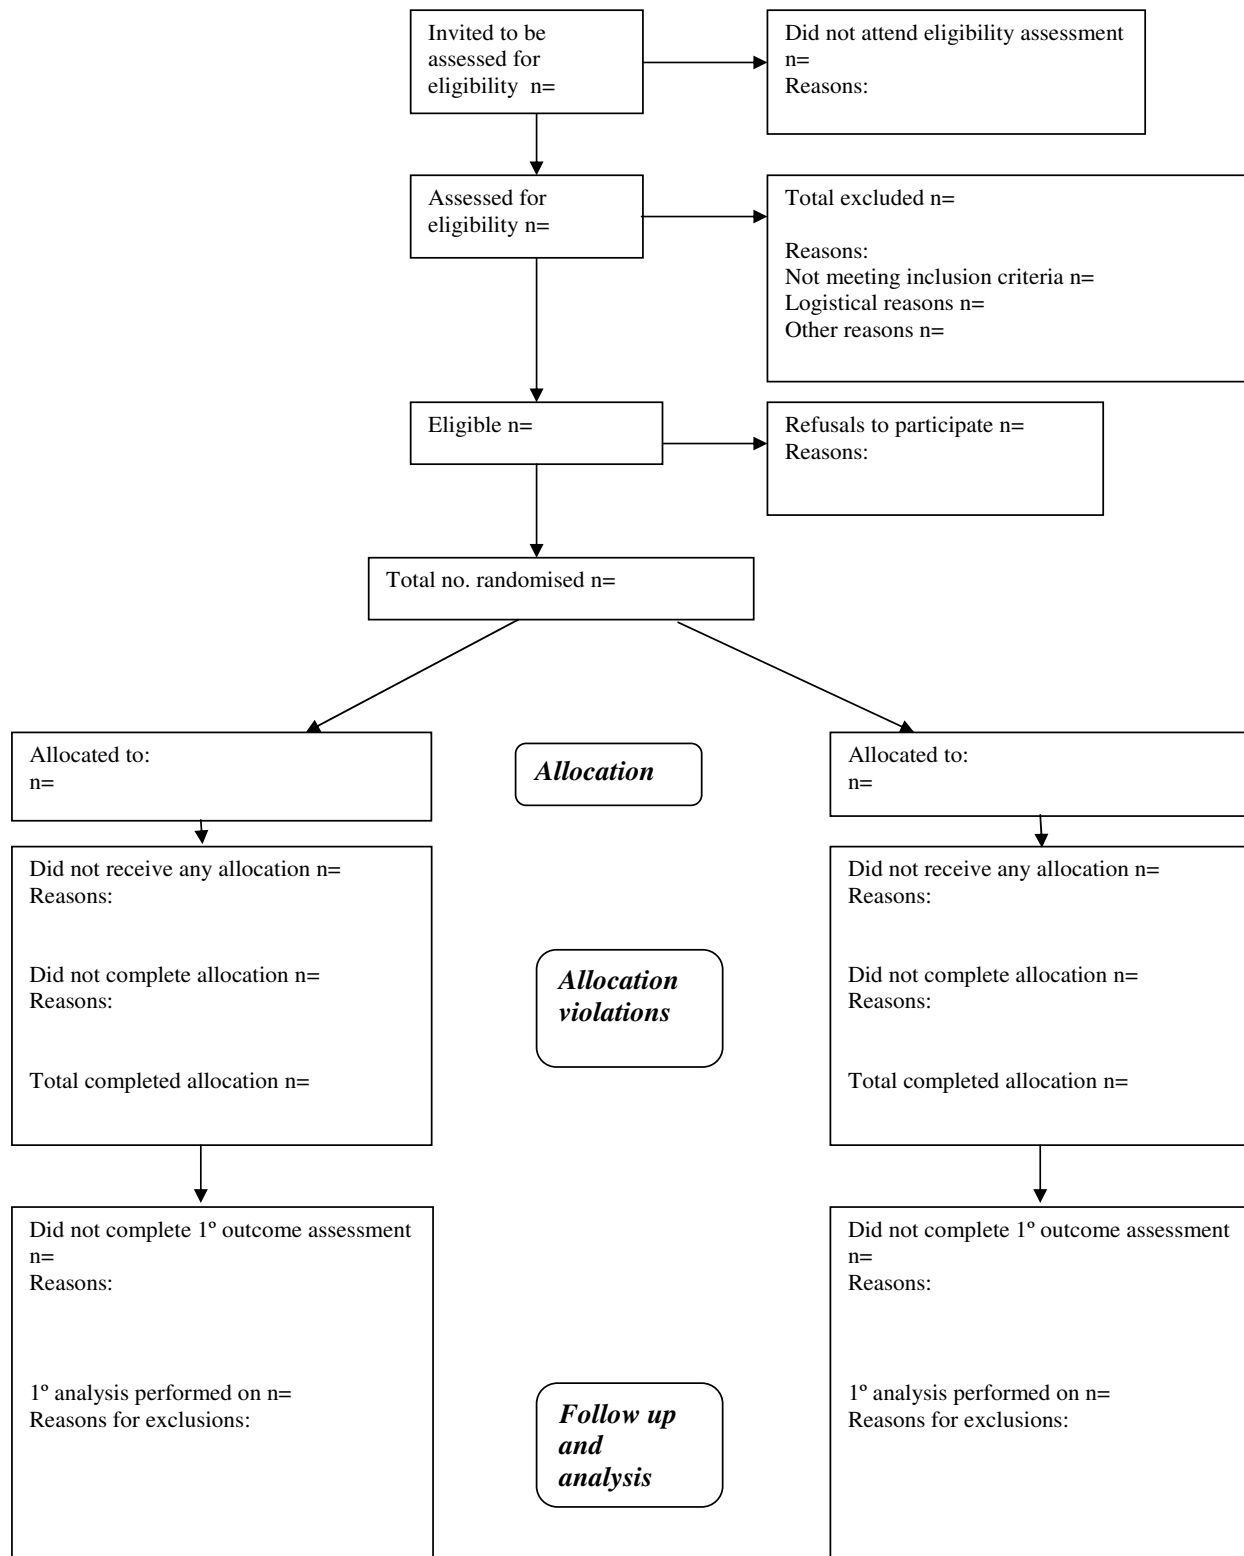 Invited to be
assessed for
eligibility  n=
Did not attend eligibility assessment
n=
Reasons:
Assessed for
eligibility n=
Total excluded n=
Reasons:
Not meeting inclusion criteria n=
Logistical reasons n=
Other reasons n=
Eligible n=
Refusals to participate n=
Reasons:
Total no. randomised n=
Allocated to:
n=
Allocation
Allocated to:
n=
Did not receive any allocation n=
Reasons:
Did not complete allocation n=
Reasons:
Total completed allocation n=
Allocation
violations
Did not receive any allocation n=
Reasons:
Did not complete allocation n=
Reasons:
Total completed allocation n=
Did not complete 1º outcome assessment
n=
Reasons:
1º analysis performed on n=
Reasons for exclusions:
Follow up
and
analysis
Did not complete 1º outcome assessment
n=
Reasons:
1º analysis performed on n=
Reasons for exclusions: